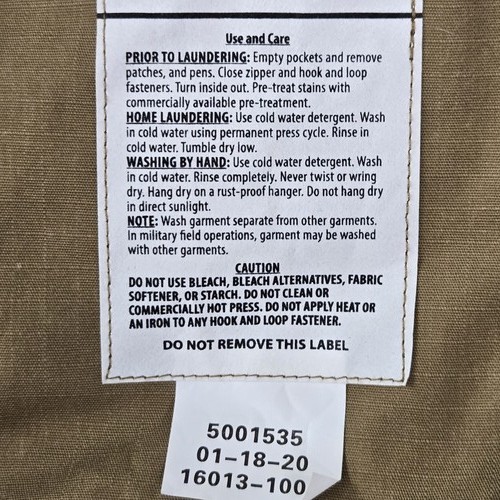 Use and Care
PRIOR TO LAUNDERING: Empty pockets and remove
patches, and pens. Close zipper and hook and loop
fasteners. Turn inside out. Pre-treat stains with
commercially available pre-treatment.
HOME LAUNDERING: Use cold water detergent. Wash
in cold water using permanent press cycle. Rinse in
cold water. Tumble dry low.
WASHING BY HAND: Use cold water detergent. Wash
in cold water. Rinse completely. Never twist or wring
dry. Hang dry on a rust-proof hanger. Do not hang dry
in direct sunlight.
NOTE: Wash garment separate from other garments.
In military field operations, garment may be washed
with other garments.
CAUTION
DO NOT USE BLEACH, BLEACH ALTERNATIVES, FABRIC
SOFTENER, OR STARCH. DO NOT CLEAN OR
COMMERCIALLY HOT PRESS. DO NOT APPLY HEAT OR
AN IRON TO ANY HOOK AND LOOP FASTENER.
DO NOT REMOVE THIS LABEL
5001535
01-18-20
16013-100